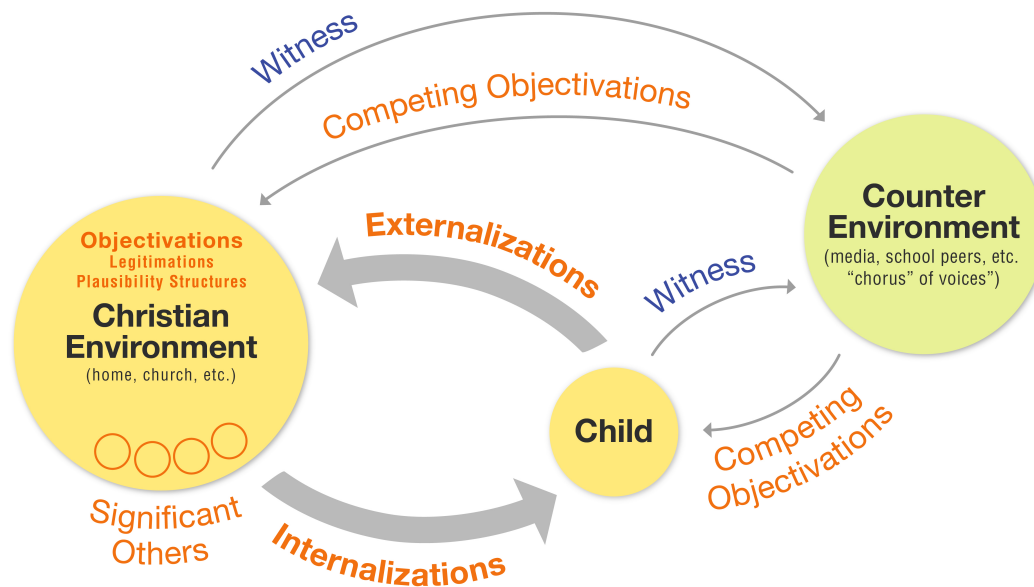 Witness
Competing Objectivations
Counter
Environment
(media, school peers, etc.
“chorus” of voices”)
Externalizations
Objectivations
Legitimations
Plausibility Structures
Christian
Environment
(home, church, etc.)
Witness
Child
Competing
Objectivations
Significant
Others
Internalizations